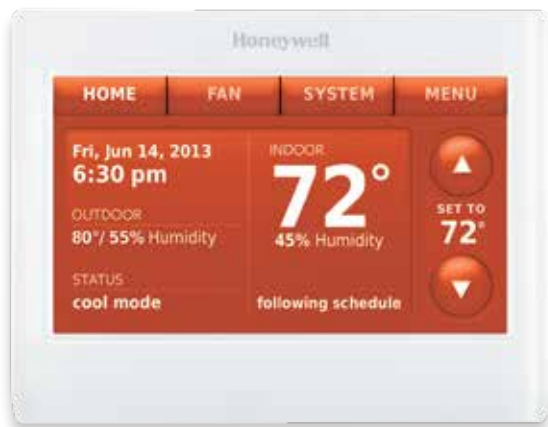 Honeywell
HOME FAN SYSTEM MENU
Fri, Jun 14, 2013
6:30 pm
OUTDOOR
80°/ 55% Humidity
STATUS
cool mode
INDOOR
72°
45% Humidity
following schedule
SET TO
72°